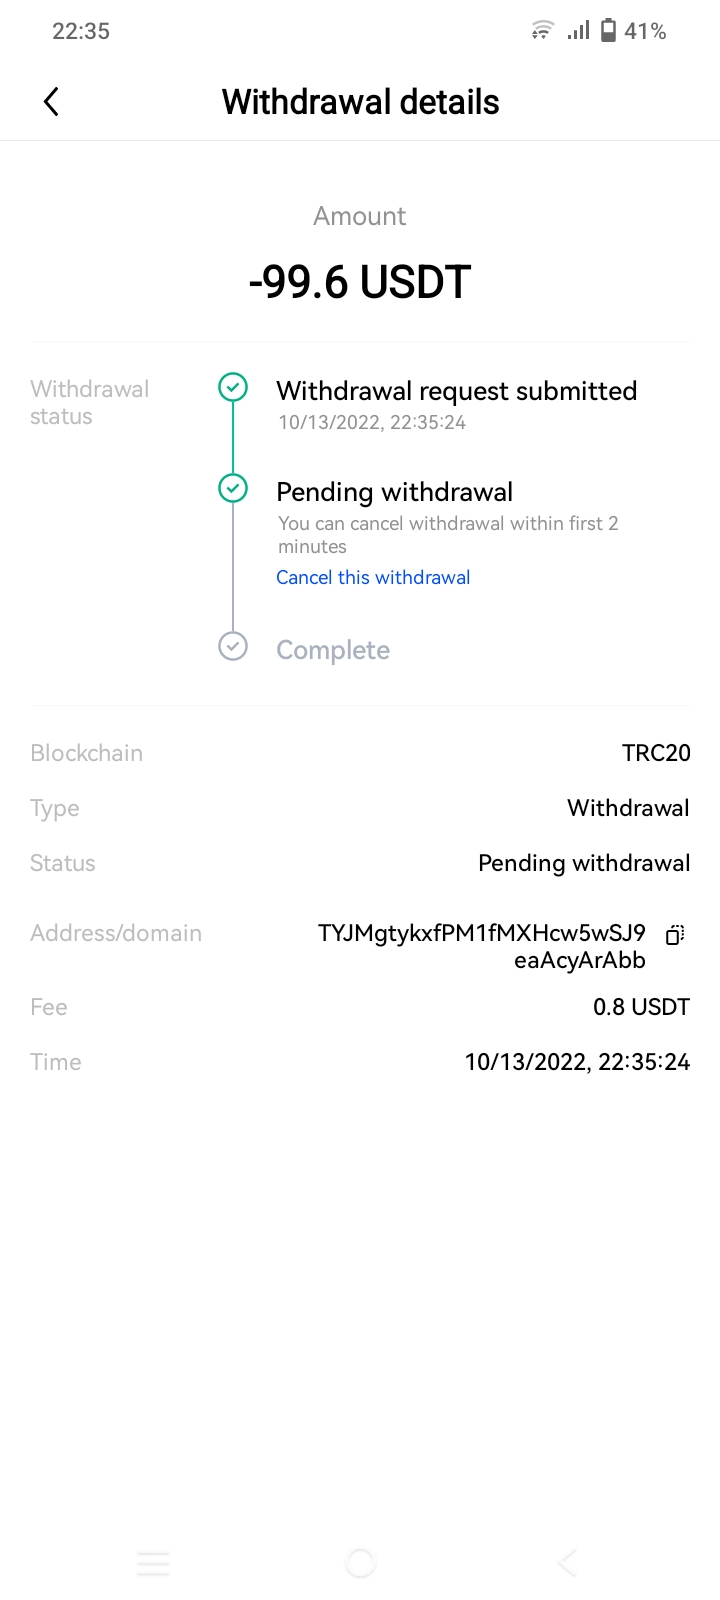 22:35 41%
Withdrawal details
Amount
-99.6 USDT
Withdrawal
status
Withdrawal request submitted
10/13/2022, 22:35:24
Pending withdrawal
You can cancel withdrawal within first 2
minutes
Cancel this withdrawal
Complete
Blockchain TRC20
Type Withdrawal
Status Pending withdrawal
Address/domain TYJMgtykxfPM1fMXHcw5wSJ9
eaAcyArAbb
Fee 0.8 USDT
Time 10/13/2022, 22:35:24